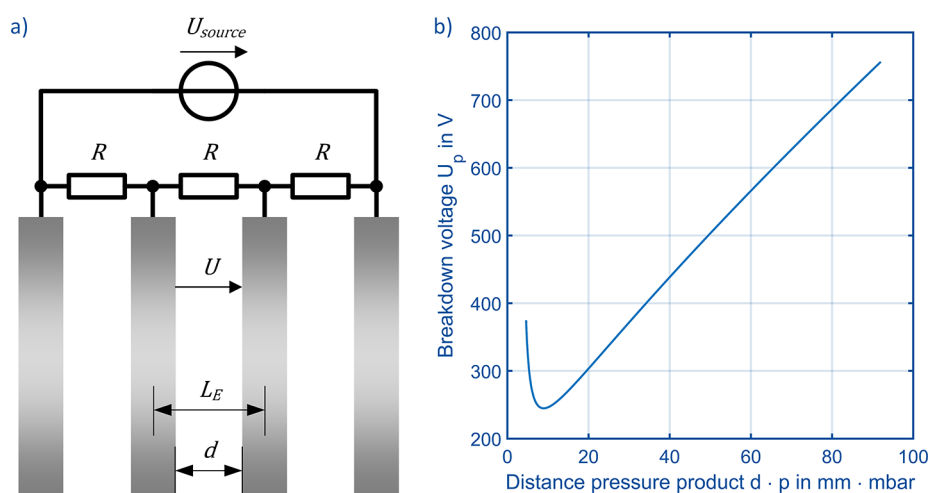 a)
U_source
R R R
U
L_E
d
b)
Breakdown voltage U_p in V
800
700
600
500
400
300
200
0 20 40 60 80 100
Distance pressure product d · p in mm · mbar